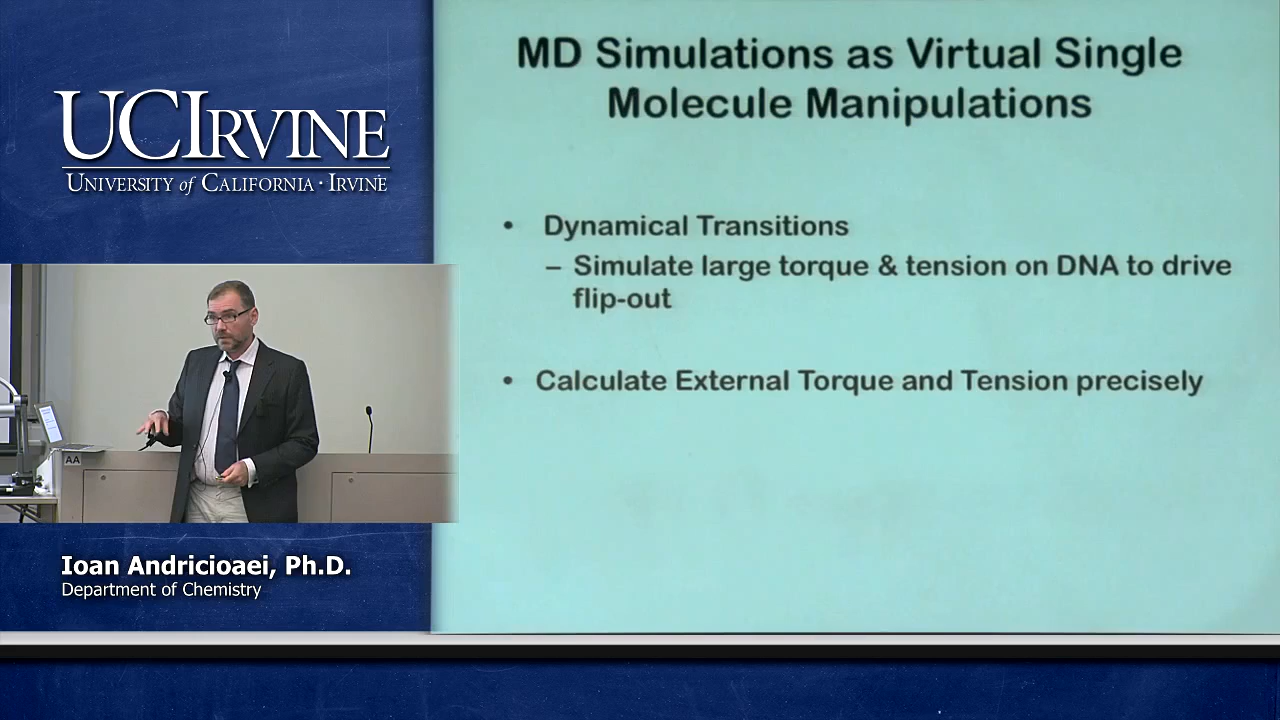 UCIRVINE
UNIVERSITY of CALIFORNIA · IRVINE
MD Simulations as Virtual Single
Molecule Manipulations
• Dynamical Transitions
– Simulate large torque & tension on DNA to drive
flip-out
• Calculate External Torque and Tension precisely
AA
Ioan Andricioaei, Ph.D.
Department of Chemistry